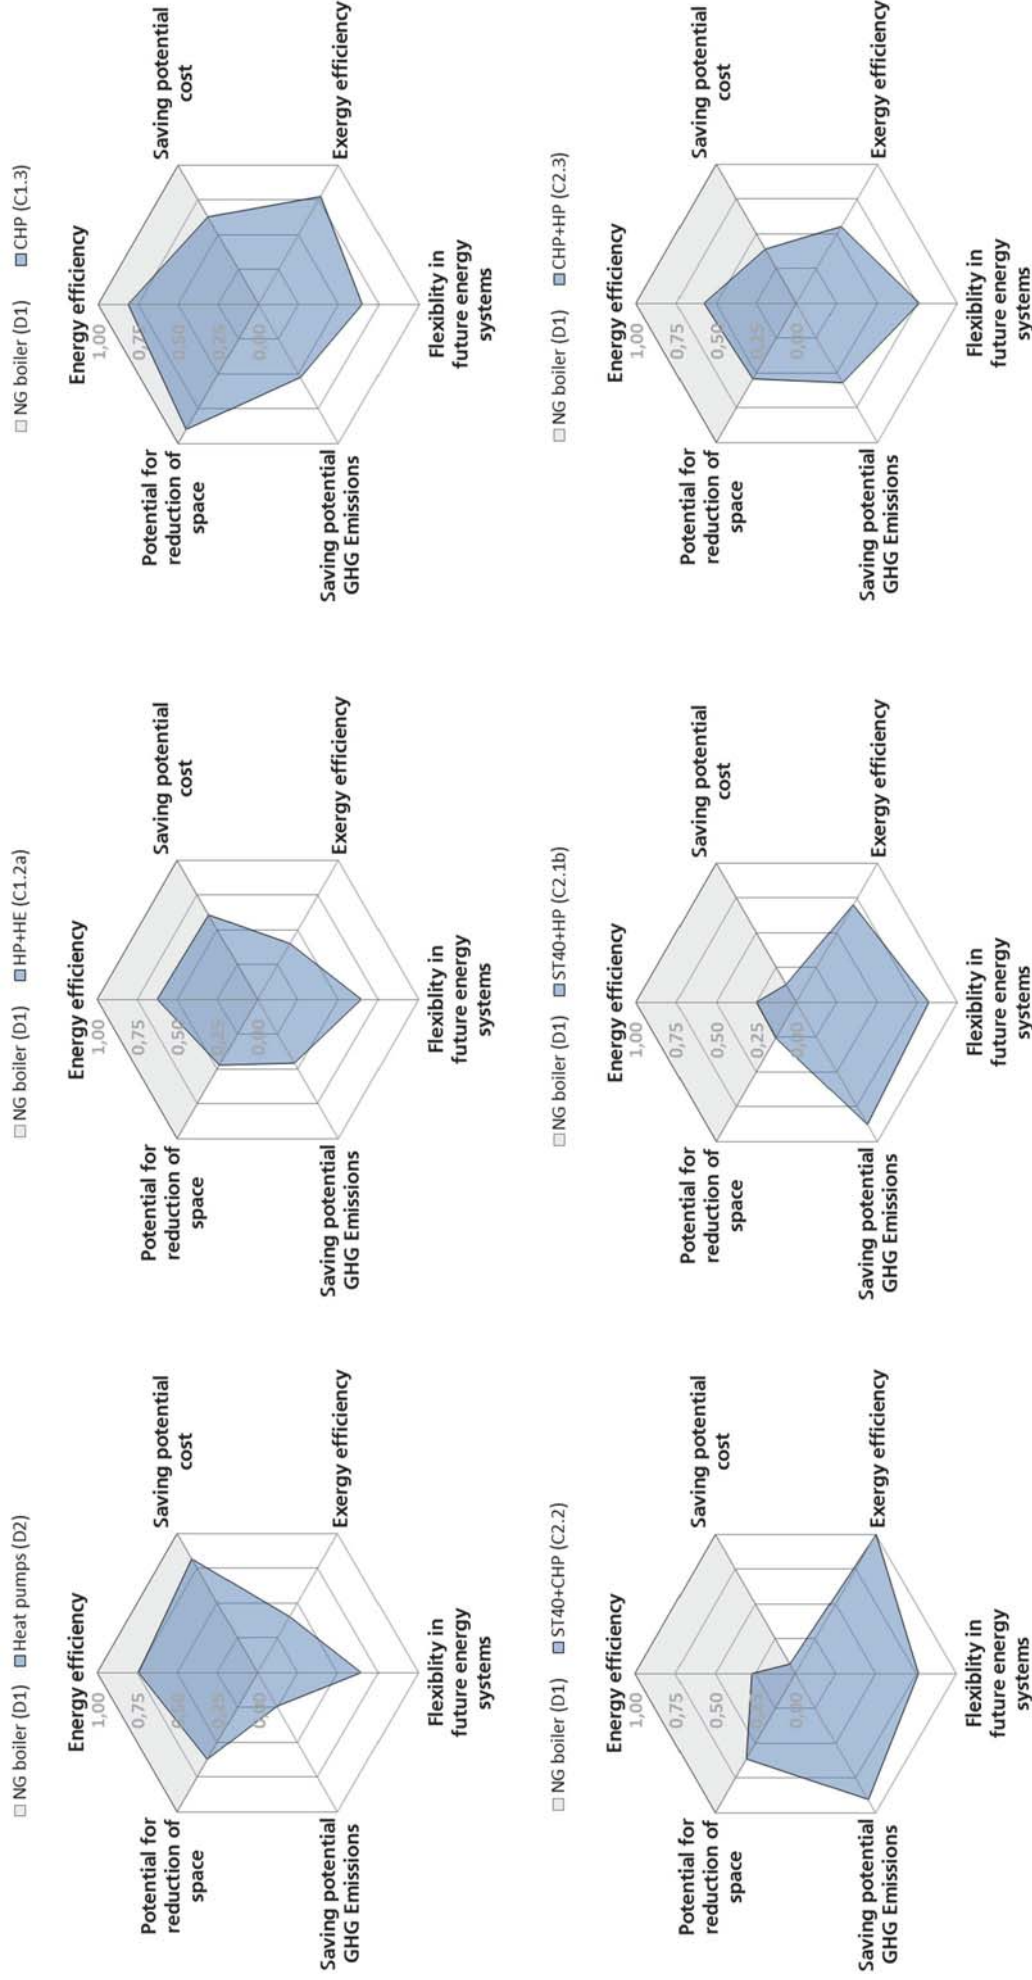 NG boiler (D1) Heat pumps (D2)
Energy efficiency
1,00
0,75
0,50
0,25
0,00
Saving potential
cost
Exergy efficiency
Flexiblity in
future energy
systems
Saving potential
GHG Emissions
Potential for
reduction of
space
NG boiler (D1) HP+HE (C1.2a)
Energy efficiency
1,00
0,75
0,50
0,25
0,00
Saving potential
cost
Exergy efficiency
Flexiblity in
future energy
systems
Saving potential
GHG Emissions
Potential for
reduction of
space
NG boiler (D1) CHP (C1.3)
Energy efficiency
1,00
0,75
0,50
0,25
0,00
Saving potential
cost
Exergy efficiency
Flexiblity in
future energy
systems
Saving potential
GHG Emissions
Potential for
reduction of
space
NG boiler (D1) ST40+CHP (C2.2)
Energy efficiency
1,00
0,75
0,50
0,25
0,00
Saving potential
cost
Exergy efficiency
Flexiblity in
future energy
systems
Saving potential
GHG Emissions
Potential for
reduction of
space
NG boiler (D1) ST40+HP (C2.1b)
Energy efficiency
1,00
0,75
0,50
0,25
0,00
Saving potential
cost
Exergy efficiency
Flexiblity in
future energy
systems
Saving potential
GHG Emissions
Potential for
reduction of
space
NG boiler (D1) CHP+HP (C2.3)
Energy efficiency
1,00
0,75
0,50
0,25
0,00
Saving potential
cost
Exergy efficiency
Flexiblity in
future energy
systems
Saving potential
GHG Emissions
Potential for
reduction of
space